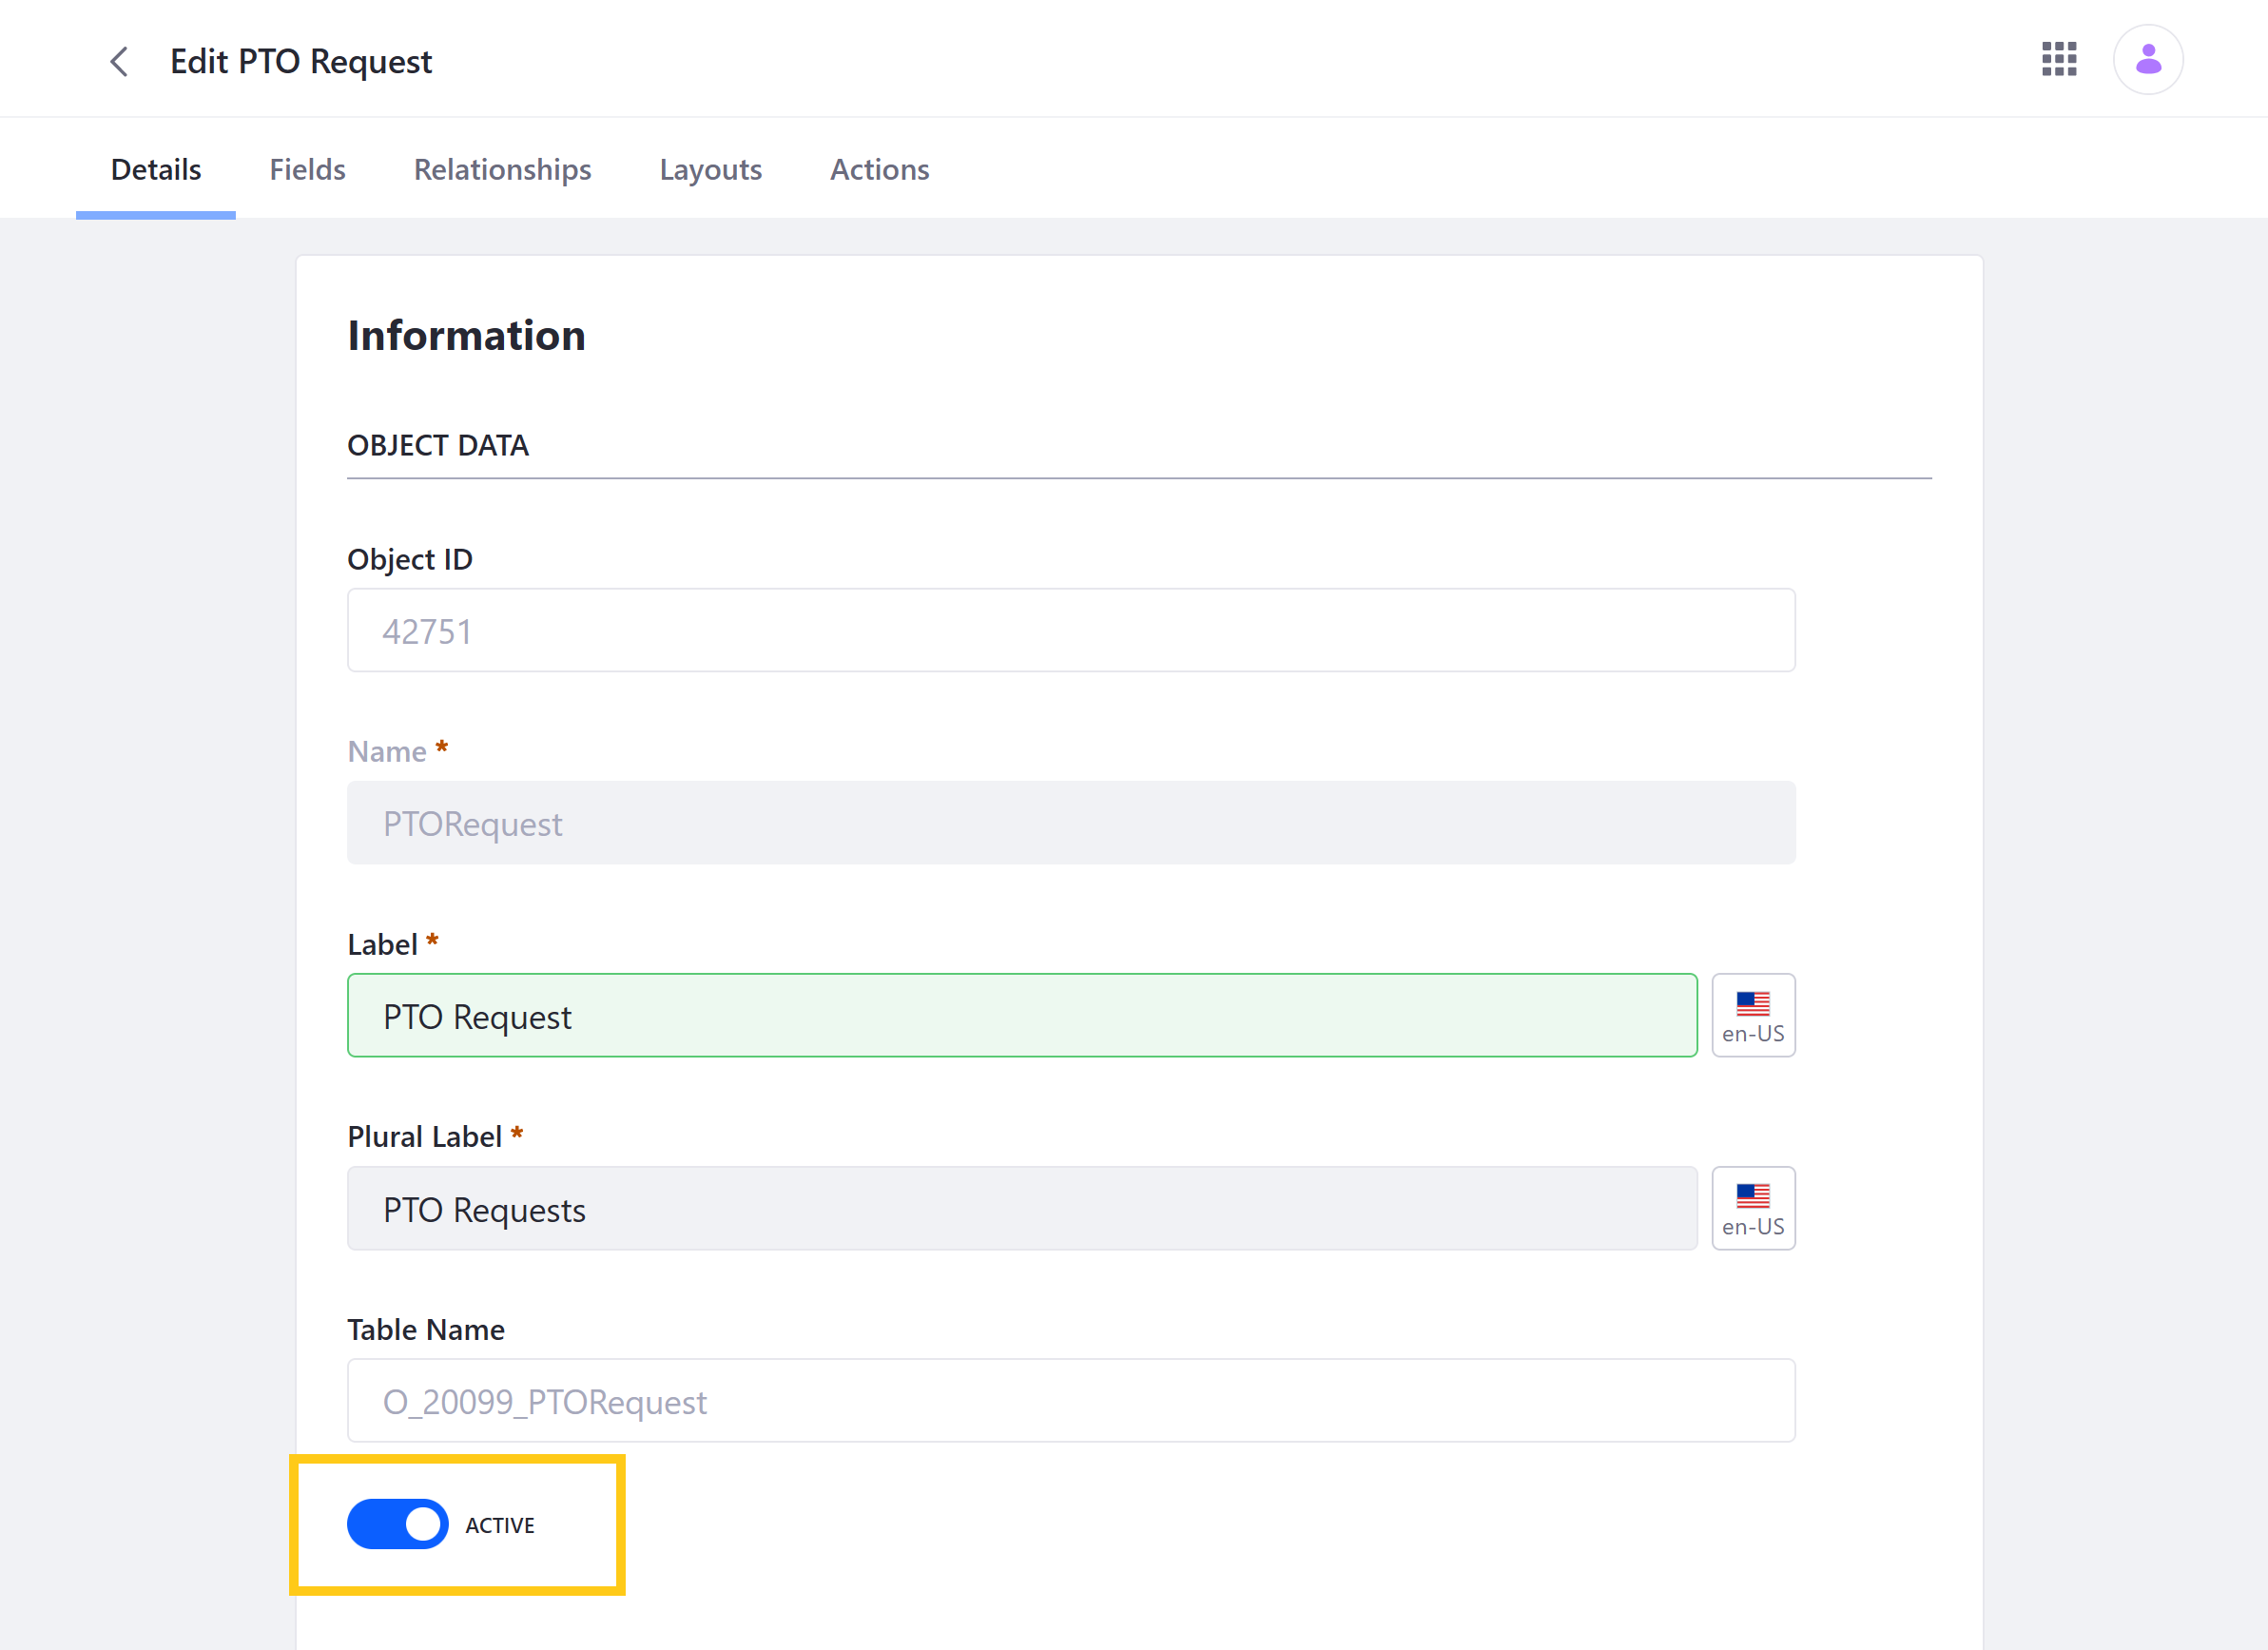 Edit PTO Request
Details Fields Relationships Layouts Actions
Information
OBJECT DATA
Object ID
42751
Name *
PTORequest
Label *
PTO Request
en-US
Plural Label *
PTO Requests
en-US
Table Name
O_20099_PTORequest
ACTIVE